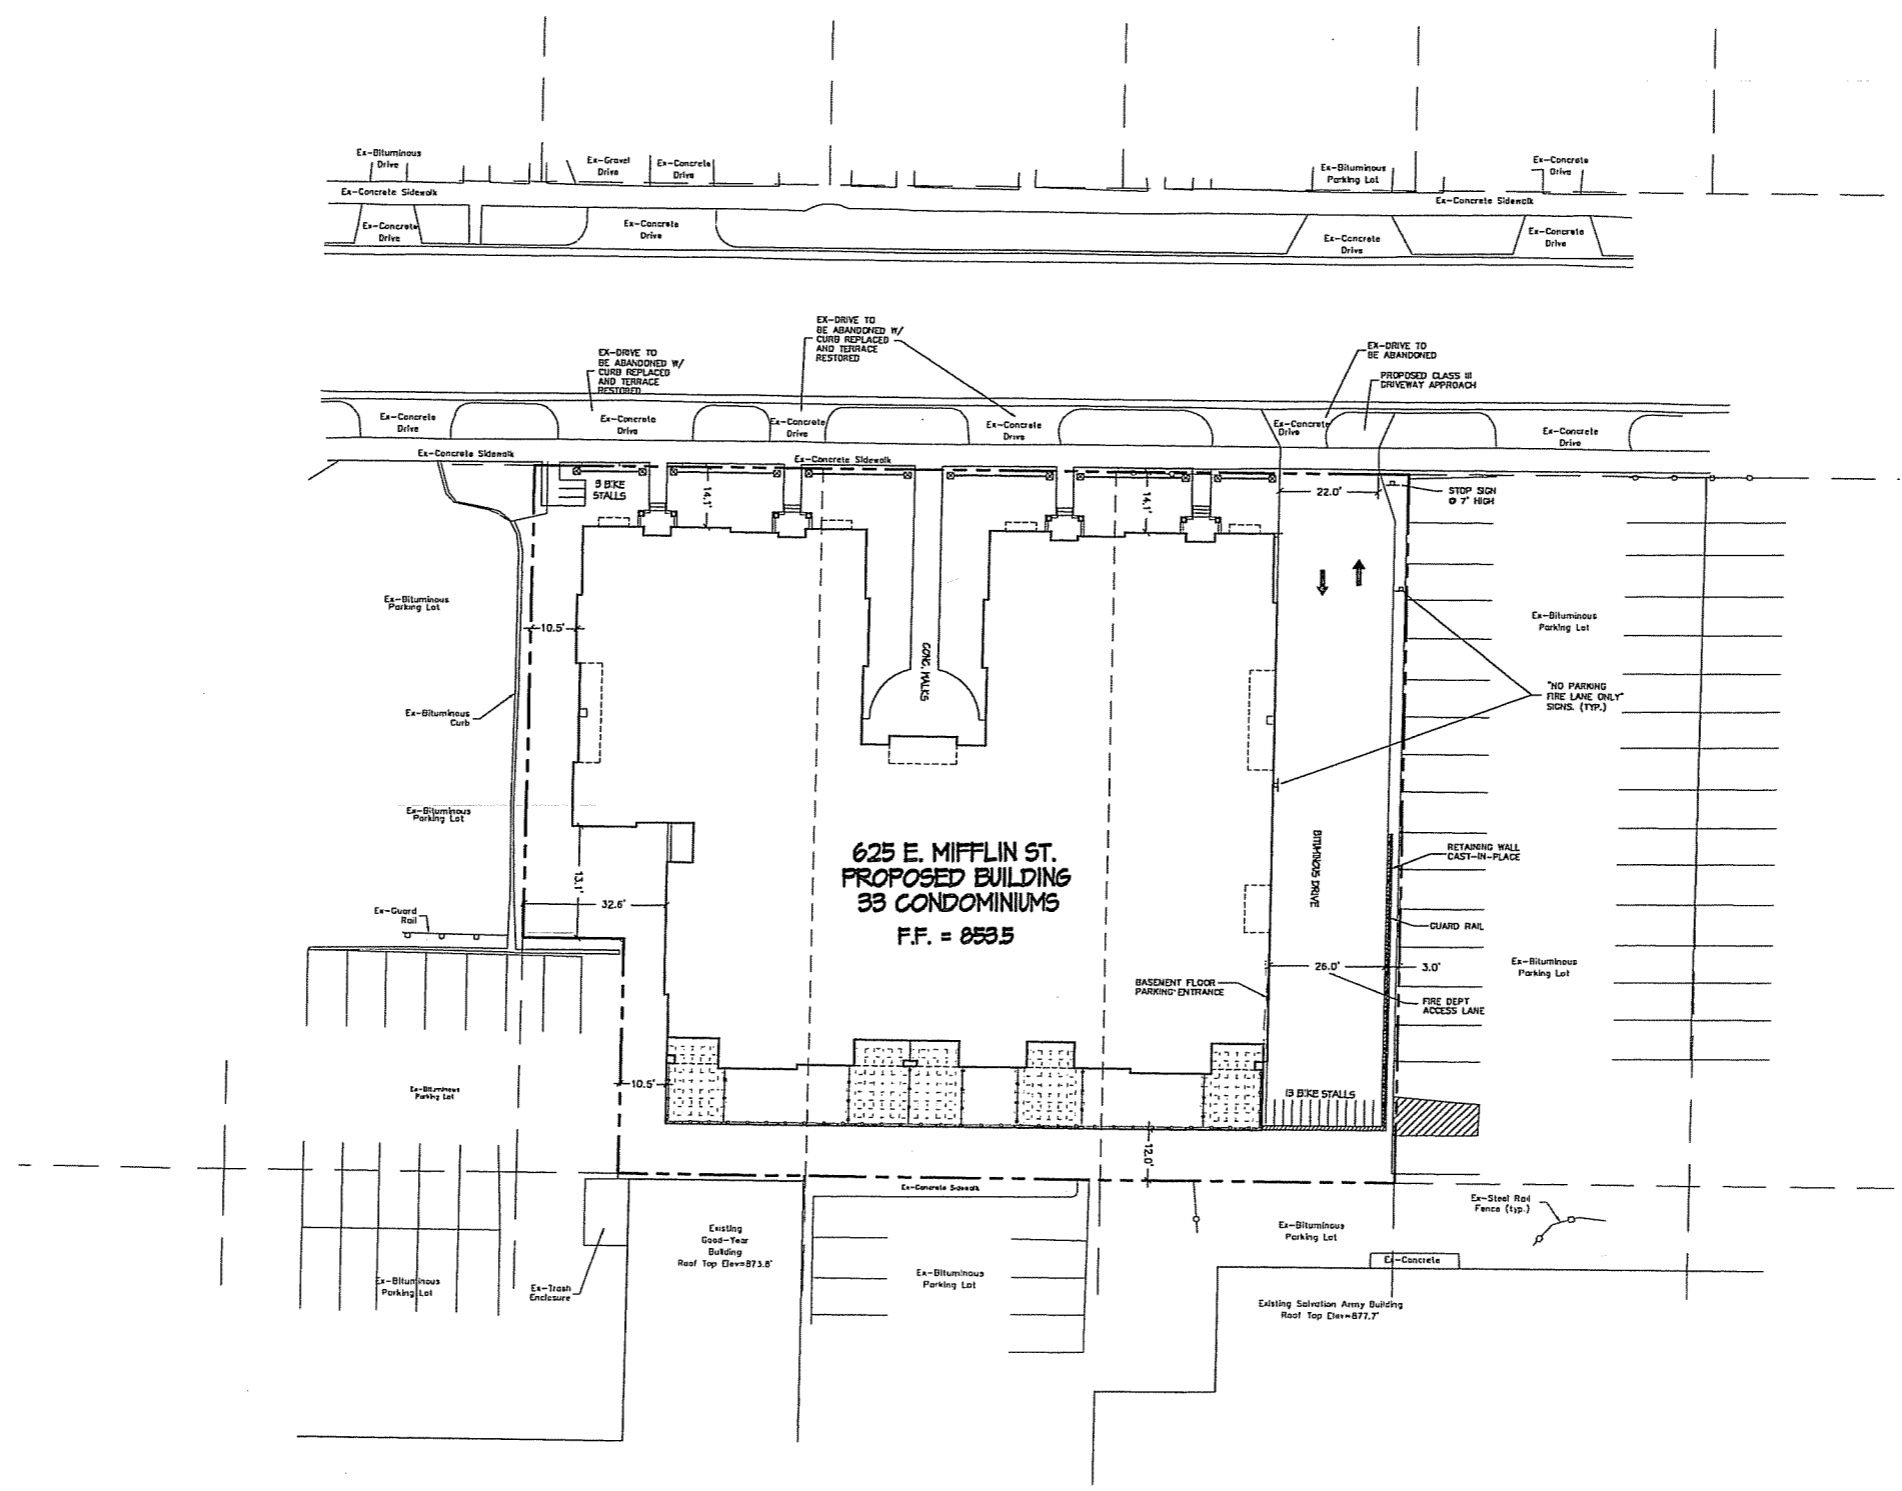 Ex-Bituminous
Drive
Ex-Gravel
Drive
Ex-Concrete
Drive
Ex-Bituminous
Parking Lot
Ex-Concrete
Drive
Ex-Concrete Sidewalk
Ex-Concrete Sidewalk
Ex-Concrete
Drive
Ex-Concrete
Drive
Ex-Concrete
Drive
Ex-Concrete
Drive
EX-DRIVE TO
BE ABANDONED W/
CURB REPLACED
AND TERRACE
RESTORED
EX-DRIVE TO
BE ABANDONED W/
CURB REPLACED
AND TERRACE
RESTORED
EX-DRIVE TO
BE ABANDONED
PROPOSED CLASS III
DRIVEWAY APPROACH
Ex-Concrete
Drive
Ex-Concrete
Drive
Ex-Concrete
Drive
Ex-Concrete
Drive
Ex-Concrete
Drive
Ex-Concrete
Drive
Ex-Concrete Sidewalk
Ex-Concrete Sidewalk
BIKE
STALLS
14.1'
14.1'
22.0'
STOP SIGN
@ 7' HIGH
Ex-Bituminous
Parking Lot
10.5'
Ex-Bituminous
Parking Lot
CONC. WALKS
"NO PARKING
FIRE LANE ONLY"
SIGNS. (TYP.)
Ex-Bituminous
Curb
Ex-Bituminous
Parking Lot
625 E. MIFFLIN ST.
PROPOSED BUILDING
33 CONDOMINIUMS
F.F. = 853.5
BITUMINOUS DRIVE
RETAINING WALL
CAST-IN-PLACE
13.1'
32.6'
Ex-Guard
Rail
GUARD RAIL
26.0'
3.0'
Ex-Bituminous
Parking Lot
BASEMENT FLOOR
PARKING ENTRANCE
FIRE DEPT
ACCESS LANE
10.5'
Ex-Bituminous
Parking Lot
13 BIKE STALLS
12.0'
Ex-Concrete Sidewalk
Ex-Steel Rail
Fence (typ.)
Existing
Good-Year
Building
Roof Top Elev=873.8'
Ex-Bituminous
Parking Lot
Ex-Bituminous
Parking Lot
Ex-Concrete
Ex-Bituminous
Parking Lot
Ex-Trash
Enclosure
Existing Salvation Army Building
Roof Top Elev=877.7'